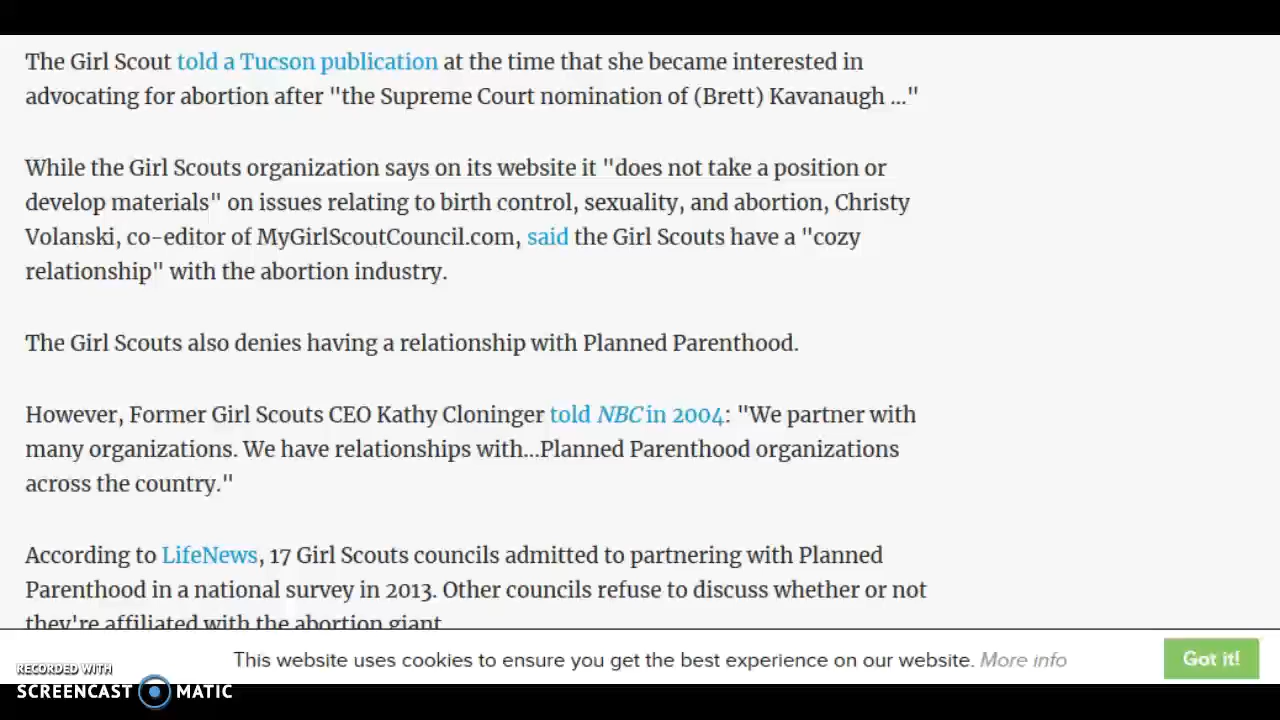 The Girl Scout told a Tucson publication at the time that she became interested in
advocating for abortion after "the Supreme Court nomination of (Brett) Kavanaugh ..."
While the Girl Scouts organization says on its website it "does not take a position or
develop materials" on issues relating to birth control, sexuality, and abortion, Christy
Volanski, co-editor of MyGirlScoutCouncil.com, said the Girl Scouts have a "cozy
relationship" with the abortion industry.
The Girl Scouts also denies having a relationship with Planned Parenthood.
However, Former Girl Scouts CEO Kathy Cloninger told NBC in 2004: "We partner with
many organizations. We have relationships with...Planned Parenthood organizations
across the country."
According to LifeNews, 17 Girl Scouts councils admitted to partnering with Planned
Parenthood in a national survey in 2013. Other councils refuse to discuss whether or not
they're affiliated with the abortion giant
This website uses cookies to ensure you get the best experience on our website. More info
Got it!
RECORDED WITH
SCREENCAST MATIC